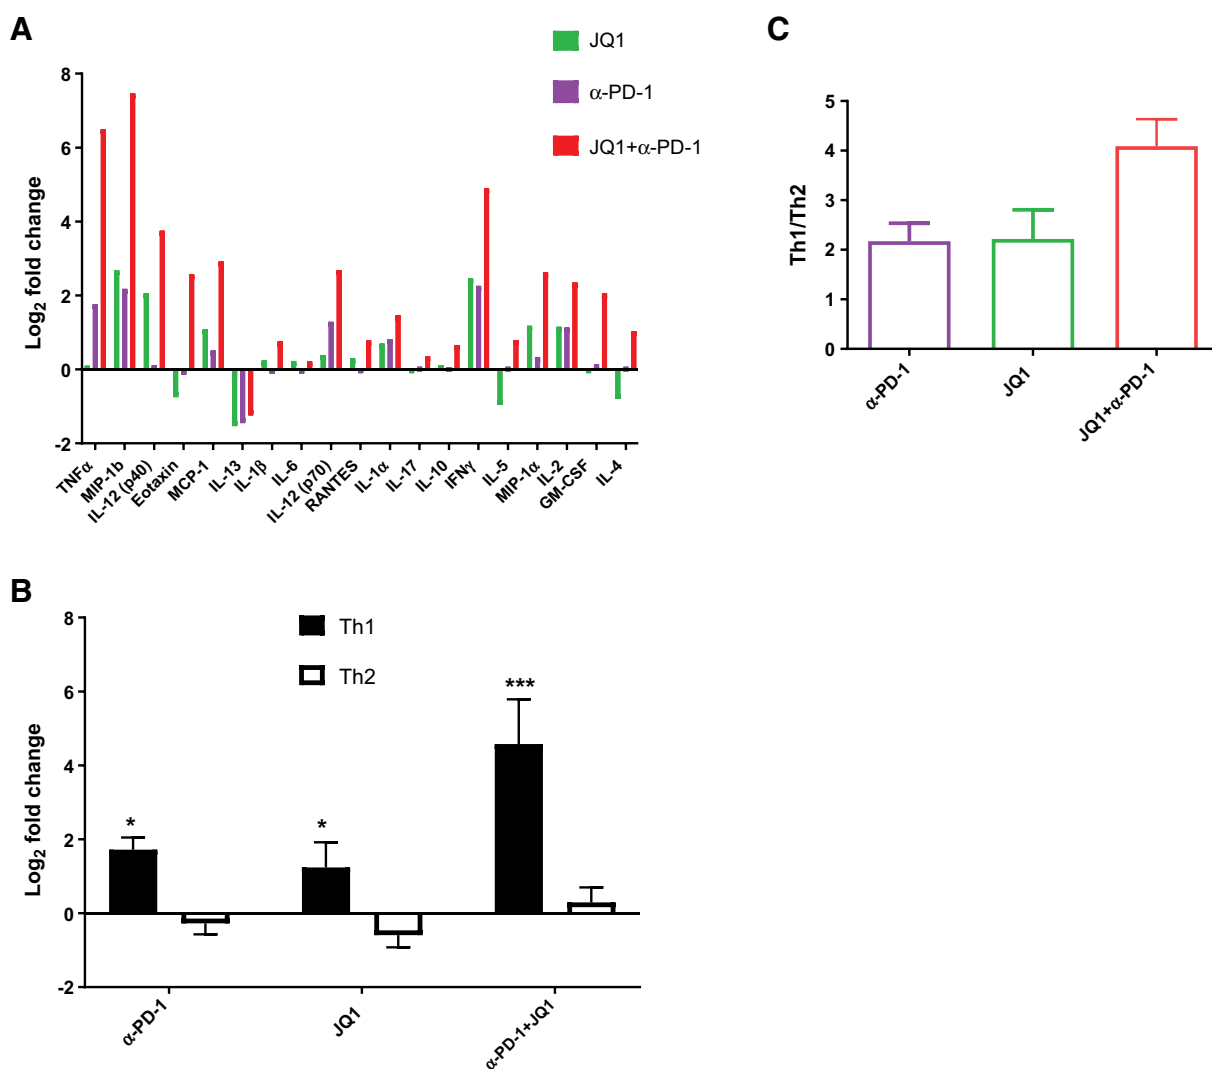 A
JQ1
α-PD-1
JQ1+α-PD-1
8
6
4
2
0
-2
Log2 fold change
TNFα
MIP-1b
IL-12 (p40)
Eotaxin
MCP-1
IL-13
IL-1β
IL-6
IL-12 (p70)
RANTES
IL-1α
IL-17
IL-10
IFNγ
IL-5
MIP-1α
IL-2
GM-CSF
IL-4
C
5
4
3
2
1
0
Th1/Th2
α-PD-1
JQ1
JQ1+α-PD-1
B
Th1
Th2
8
6
4
2
0
-2
Log2 fold change
*
*
***
α-PD-1
JQ1
α-PD-1+JQ1